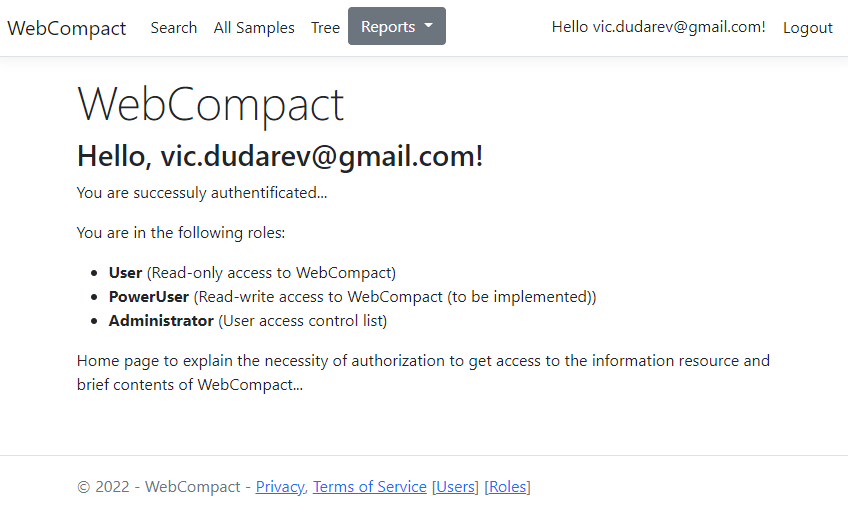 WebCompact Search All Samples Tree Reports Hello vic.dudarev@gmail.com! Logout
WebCompact
Hello, vic.dudarev@gmail.com!
You are successuly authentificated...
You are in the following roles:
User (Read-only access to WebCompact)
PowerUser (Read-write access to WebCompact (to be implemented))
Administrator (User access control list)
Home page to explain the necessity of authorization to get access to the information resource and
brief contents of WebCompact...
© 2022 - WebCompact - Privacy, Terms of Service [Users] [Roles]